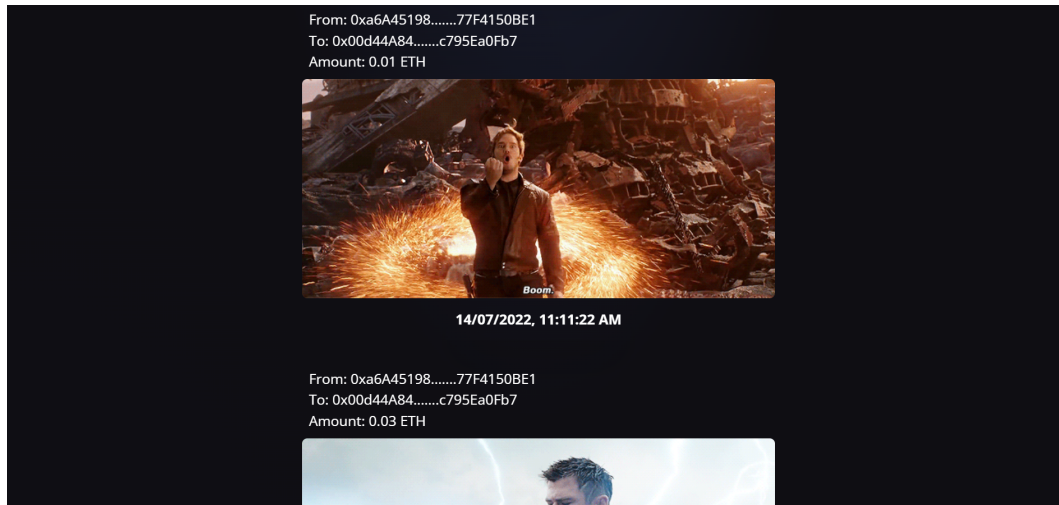 From: 0xa6A45198.......77F4150BE1
To: 0x00d44A84.......c795Ea0Fb7
Amount: 0.01 ETH
Boom.
14/07/2022, 11:11:22 AM
From: 0xa6A45198.......77F4150BE1
To: 0x00d44A84.......c795Ea0Fb7
Amount: 0.03 ETH